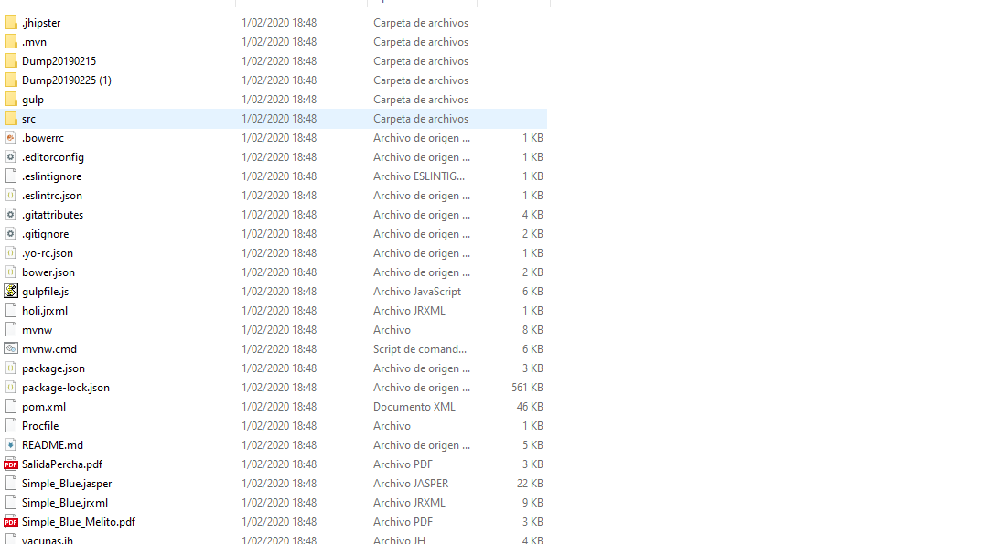 .jhipster 1/02/2020 18:48 Carpeta de archivos
.mvn 1/02/2020 18:48 Carpeta de archivos
Dump20190215 1/02/2020 18:48 Carpeta de archivos
Dump20190225 (1) 1/02/2020 18:48 Carpeta de archivos
gulp 1/02/2020 18:48 Carpeta de archivos
src 1/02/2020 18:48 Carpeta de archivos
.bowerrc 1/02/2020 18:48 Archivo de origen ... 1 KB
.editorconfig 1/02/2020 18:48 Archivo de origen ... 1 KB
.eslintignore 1/02/2020 18:48 Archivo ESLINTIG... 1 KB
.eslintrc.json 1/02/2020 18:48 Archivo de origen ... 1 KB
.gitattributes 1/02/2020 18:48 Archivo de origen ... 4 KB
.gitignore 1/02/2020 18:48 Archivo de origen ... 2 KB
.yo-rc.json 1/02/2020 18:48 Archivo de origen ... 1 KB
bower.json 1/02/2020 18:48 Archivo de origen ... 2 KB
gulpfile.js 1/02/2020 18:48 Archivo JavaScript 6 KB
holi.jrxml 1/02/2020 18:48 Archivo JRXML 1 KB
mvnw 1/02/2020 18:48 Archivo 8 KB
mvnw.cmd 1/02/2020 18:48 Script de comand... 6 KB
package.json 1/02/2020 18:48 Archivo de origen ... 3 KB
package-lock.json 1/02/2020 18:48 Archivo de origen ... 561 KB
pom.xml 1/02/2020 18:48 Documento XML 46 KB
Procfile 1/02/2020 18:48 Archivo 1 KB
README.md 1/02/2020 18:48 Archivo de origen ... 5 KB
PDF SalidaPercha.pdf 1/02/2020 18:48 Archivo PDF 3 KB
Simple_Blue.jasper 1/02/2020 18:48 Archivo JASPER 22 KB
Simple_Blue.jrxml 1/02/2020 18:48 Archivo JRXML 9 KB
PDF Simple_Blue_Melito.pdf 1/02/2020 18:48 Archivo PDF 3 KB
vacunas.jh 1/02/2020 18:48 Archivo JH 4 KB